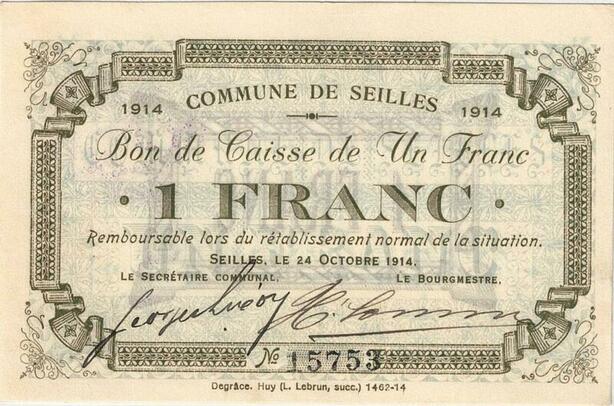 COMMUNE DE SEILLES
1914 1914
Bon de Caisse de Un Franc
· 1 FRANC ·
Remboursable lors du rétablissement normal de la situation.
SEILLES, LE 24 OCTOBRE 1914.
LE SECRÉTAIRE COMMUNAL, LE BOURGMESTRE,
No 15753
Degrâce. Huy (L. Lebrun, succ.) 1462-14